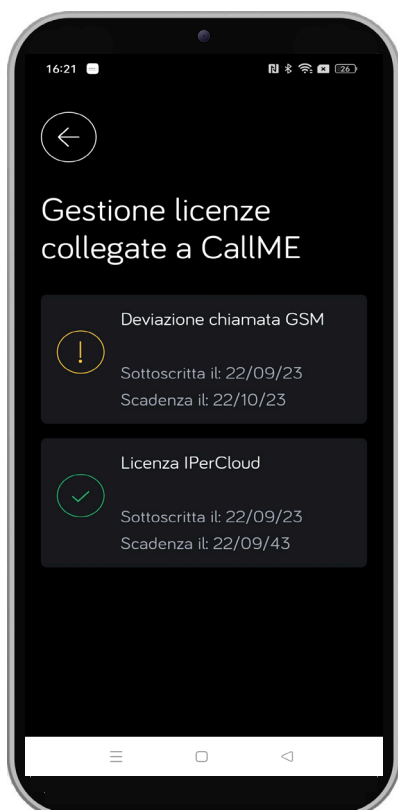 16:21
26
Gestione licenze
collegate a CallME
Deviazione chiamata GSM
Sottoscritta il: 22/09/23
Scadenza il: 22/10/23
Licenza IPerCloud
Sottoscritta il: 22/09/23
Scadenza il: 22/09/43